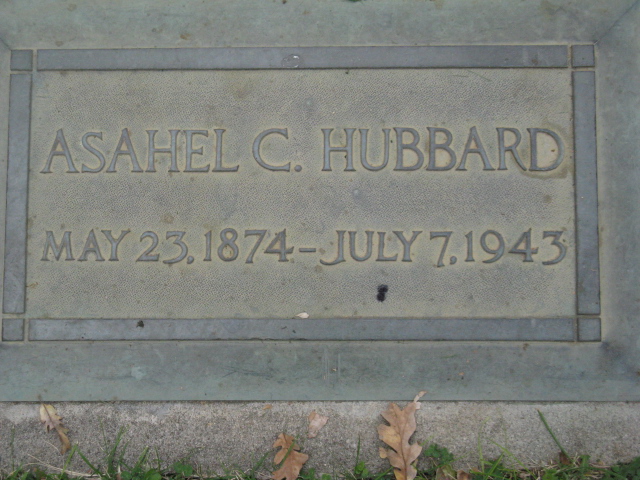 ASAHEL C. HUBBARD
MAY 23, 1874 – JULY 7, 1943